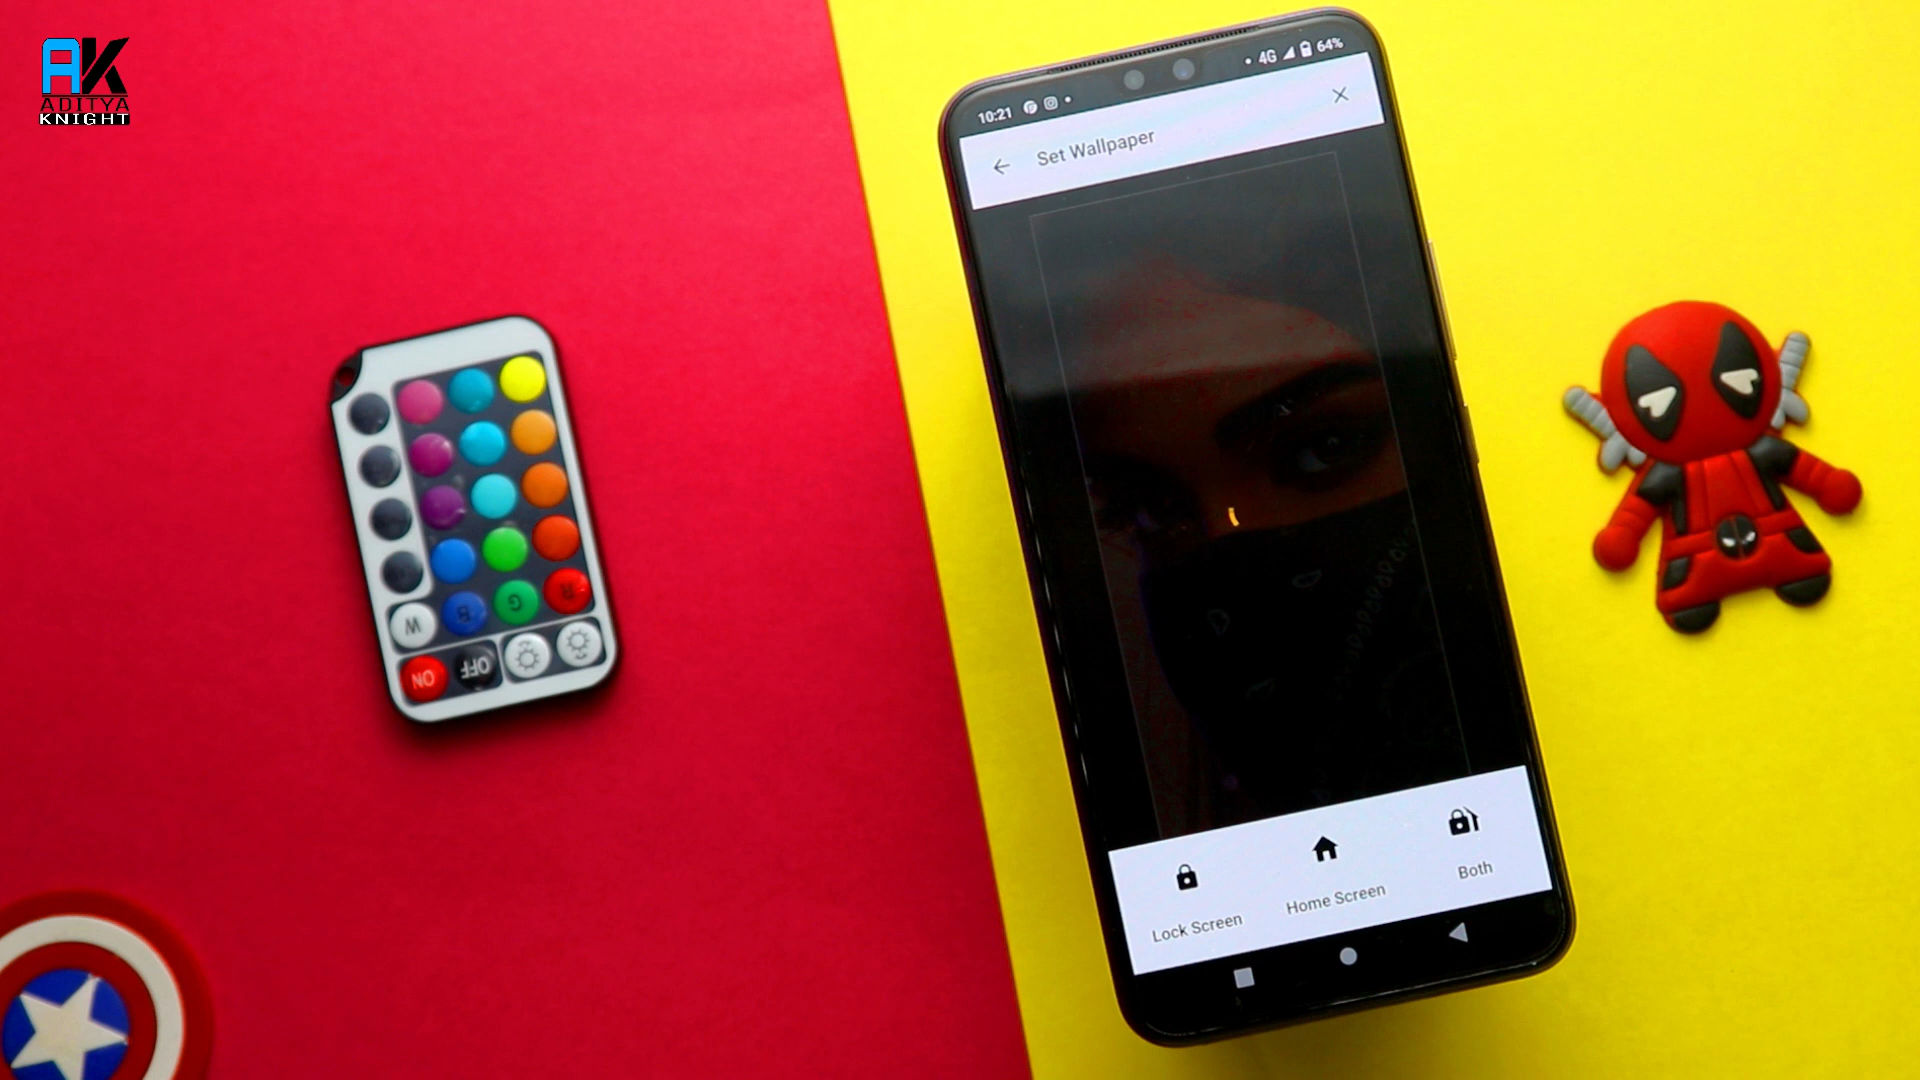 AK
ADITYA
KNIGHT
10:21
4G 64%
Set Wallpaper
Lock Screen
Home Screen
Both
R
G
B
W
ON
OFF